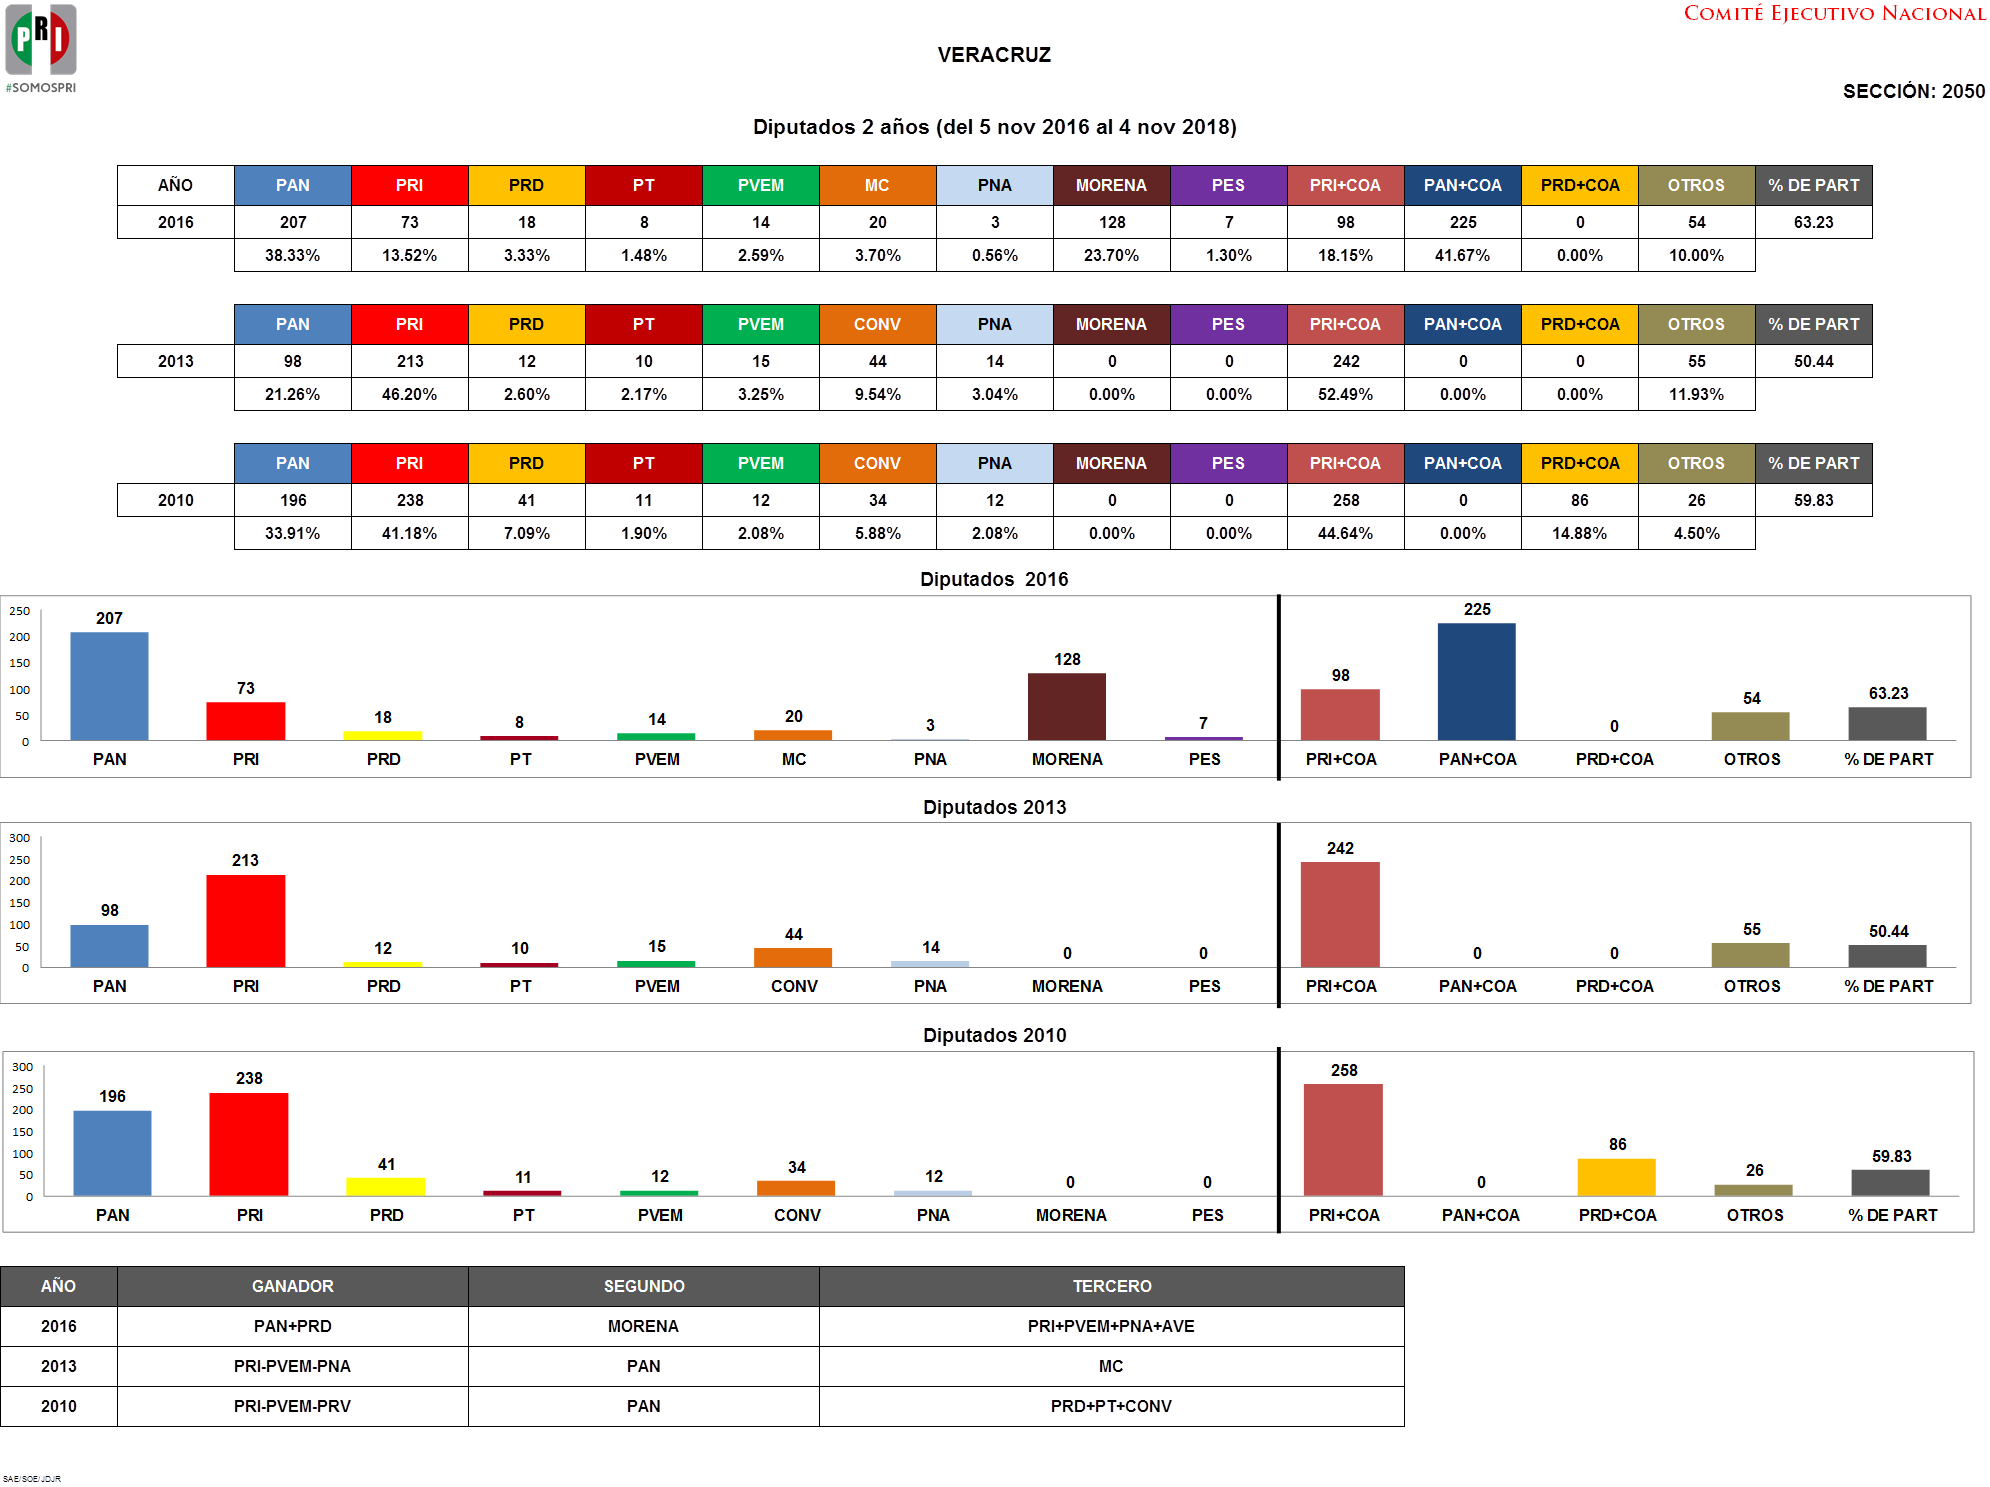 PRI
#SOMOSPRI
COMITÉ EJECUTIVO NACIONAL
VERACRUZ
SECCIÓN: 2050
Diputados 2 años (del 5 nov 2016 al 4 nov 2018)
AÑO PAN PRI PRD PT PVEM MC PNA MORENA PES PRI+COA PAN+COA PRD+COA OTROS % DE PART
2016 207 73 18 8 14 20 3 128 7 98 225 0 54 63.23
38.33% 13.52% 3.33% 1.48% 2.59% 3.70% 0.56% 23.70% 1.30% 18.15% 41.67% 0.00% 10.00%
PAN PRI PRD PT PVEM CONV PNA MORENA PES PRI+COA PAN+COA PRD+COA OTROS % DE PART
2013 98 213 12 10 15 44 14 0 0 242 0 0 55 50.44
21.26% 46.20% 2.60% 2.17% 3.25% 9.54% 3.04% 0.00% 0.00% 52.49% 0.00% 0.00% 11.93%
PAN PRI PRD PT PVEM CONV PNA MORENA PES PRI+COA PAN+COA PRD+COA OTROS % DE PART
2010 196 238 41 11 12 34 12 0 0 258 0 86 26 59.83
33.91% 41.18% 7.09% 1.90% 2.08% 5.88% 2.08% 0.00% 0.00% 44.64% 0.00% 14.88% 4.50%
Diputados 2016
250
200
150
100
50
0
207 73 18 8 14 20 3 128 7 98 225 0 54 63.23
PAN PRI PRD PT PVEM MC PNA MORENA PES PRI+COA PAN+COA PRD+COA OTROS % DE PART
Diputados 2013
300
250
200
150
100
50
0
98 213 12 10 15 44 14 0 0 242 0 0 55 50.44
PAN PRI PRD PT PVEM CONV PNA MORENA PES PRI+COA PAN+COA PRD+COA OTROS % DE PART
Diputados 2010
300
250
200
150
100
50
0
196 238 41 11 12 34 12 0 0 258 0 86 26 59.83
PAN PRI PRD PT PVEM CONV PNA MORENA PES PRI+COA PAN+COA PRD+COA OTROS % DE PART
AÑO GANADOR SEGUNDO TERCERO
2016 PAN+PRD MORENA PRI+PVEM+PNA+AVE
2013 PRI-PVEM-PNA PAN MC
2010 PRI-PVEM-PRV PAN PRD+PT+CONV
SAE/SOE/JDJR